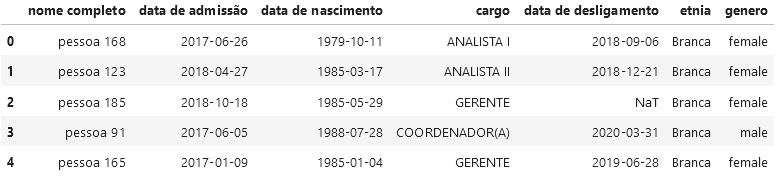 nome completo data de admissão data de nascimento cargo data de desligamento etnia genero
0 pessoa 168 2017-06-26 1979-10-11 ANALISTA I 2018-09-06 Branca female
1 pessoa 123 2018-04-27 1985-03-17 ANALISTA II 2018-12-21 Branca female
2 pessoa 185 2018-10-18 1985-05-29 GERENTE NaT Branca female
3 pessoa 91 2017-06-05 1988-07-28 COORDENADOR(A) 2020-03-31 Branca male
4 pessoa 165 2017-01-09 1985-01-04 GERENTE 2019-06-28 Branca female